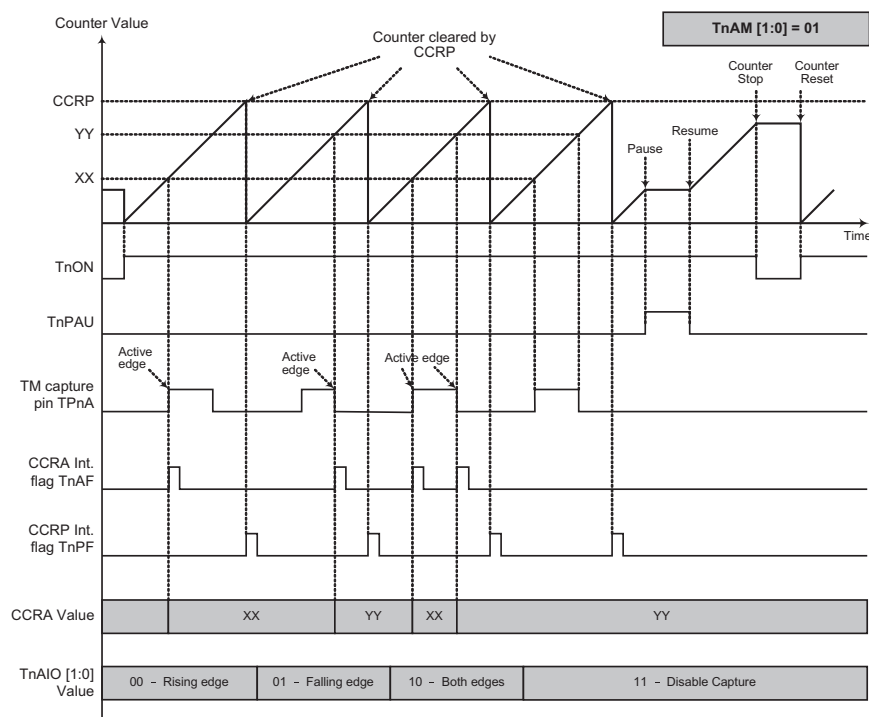 Counter Value
TnAM [1:0] = 01
Counter cleared by
CCRP
Counter
Stop
Counter
Reset
CCRP
YY
XX
Pause
Resume
Time
TnON
TnPAU
Active
edge
Active
edge
Active edge
TM capture
pin TPnA
CCRA Int.
flag TnAF
CCRP Int.
flag TnPF
CCRA Value
XX
YY
XX
YY
TnAIO [1:0]
Value
00 – Rising edge
01 – Falling edge
10 – Both edges
11 – Disable Capture